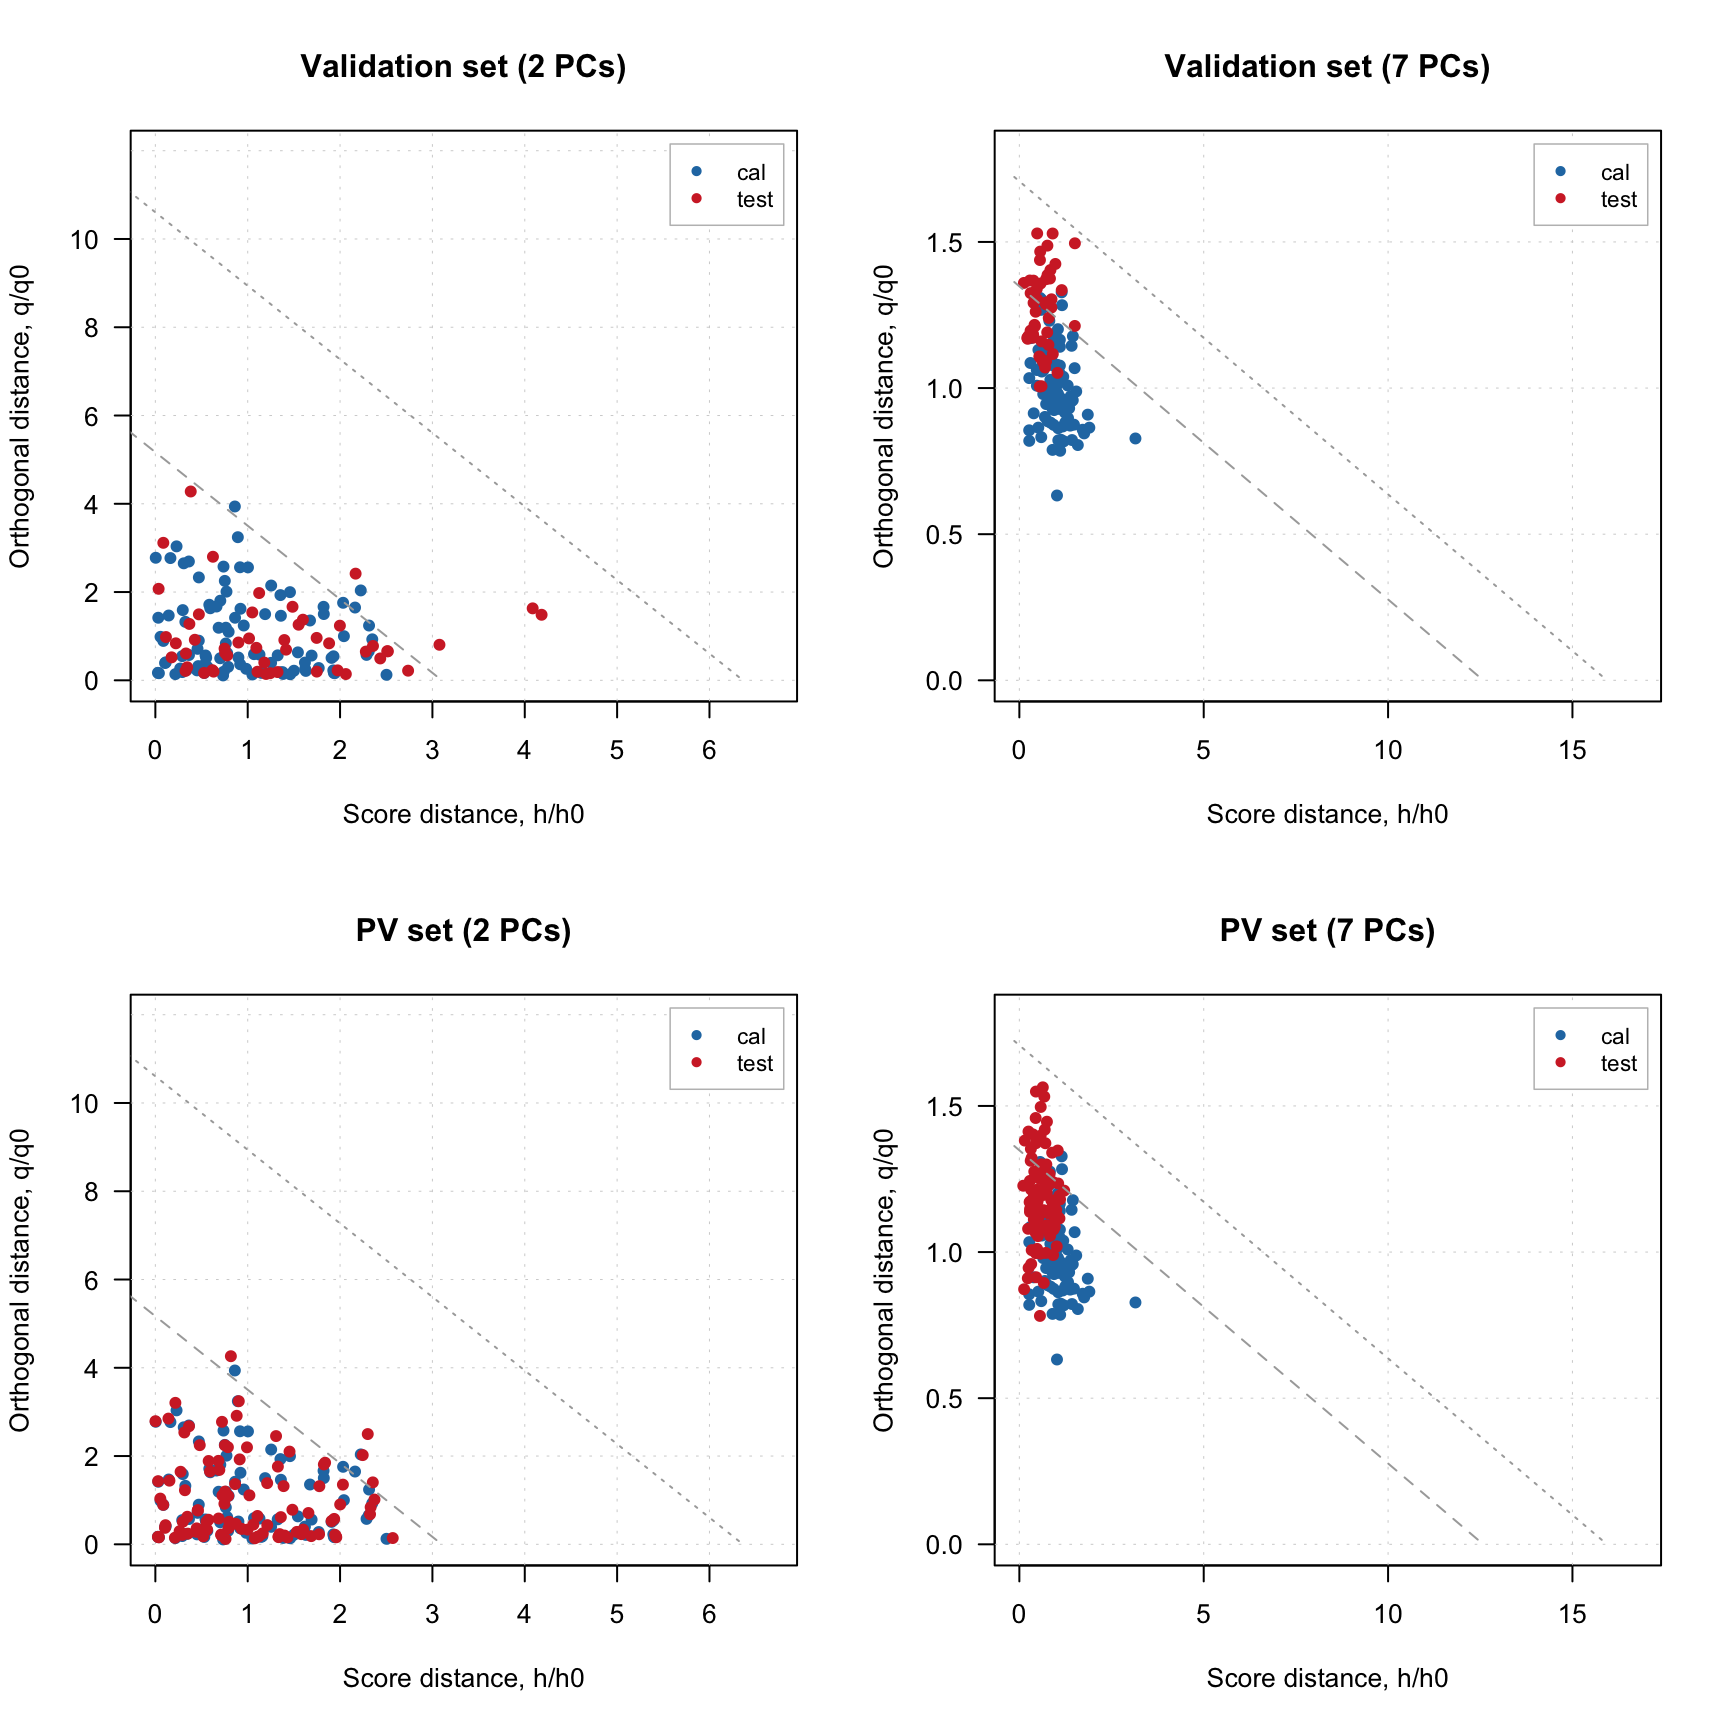 Validation set (2 PCs)
Orthogonal distance, q/q0
10
8
6
4
2
0
cal
test
0 1 2 3 4 5 6
Score distance, h/h0
Validation set (7 PCs)
Orthogonal distance, q/q0
1.5
1.0
0.5
0.0
cal
test
0 5 10 15
Score distance, h/h0
PV set (2 PCs)
Orthogonal distance, q/q0
10
8
6
4
2
0
cal
test
0 1 2 3 4 5 6
Score distance, h/h0
PV set (7 PCs)
Orthogonal distance, q/q0
1.5
1.0
0.5
0.0
cal
test
0 5 10 15
Score distance, h/h0